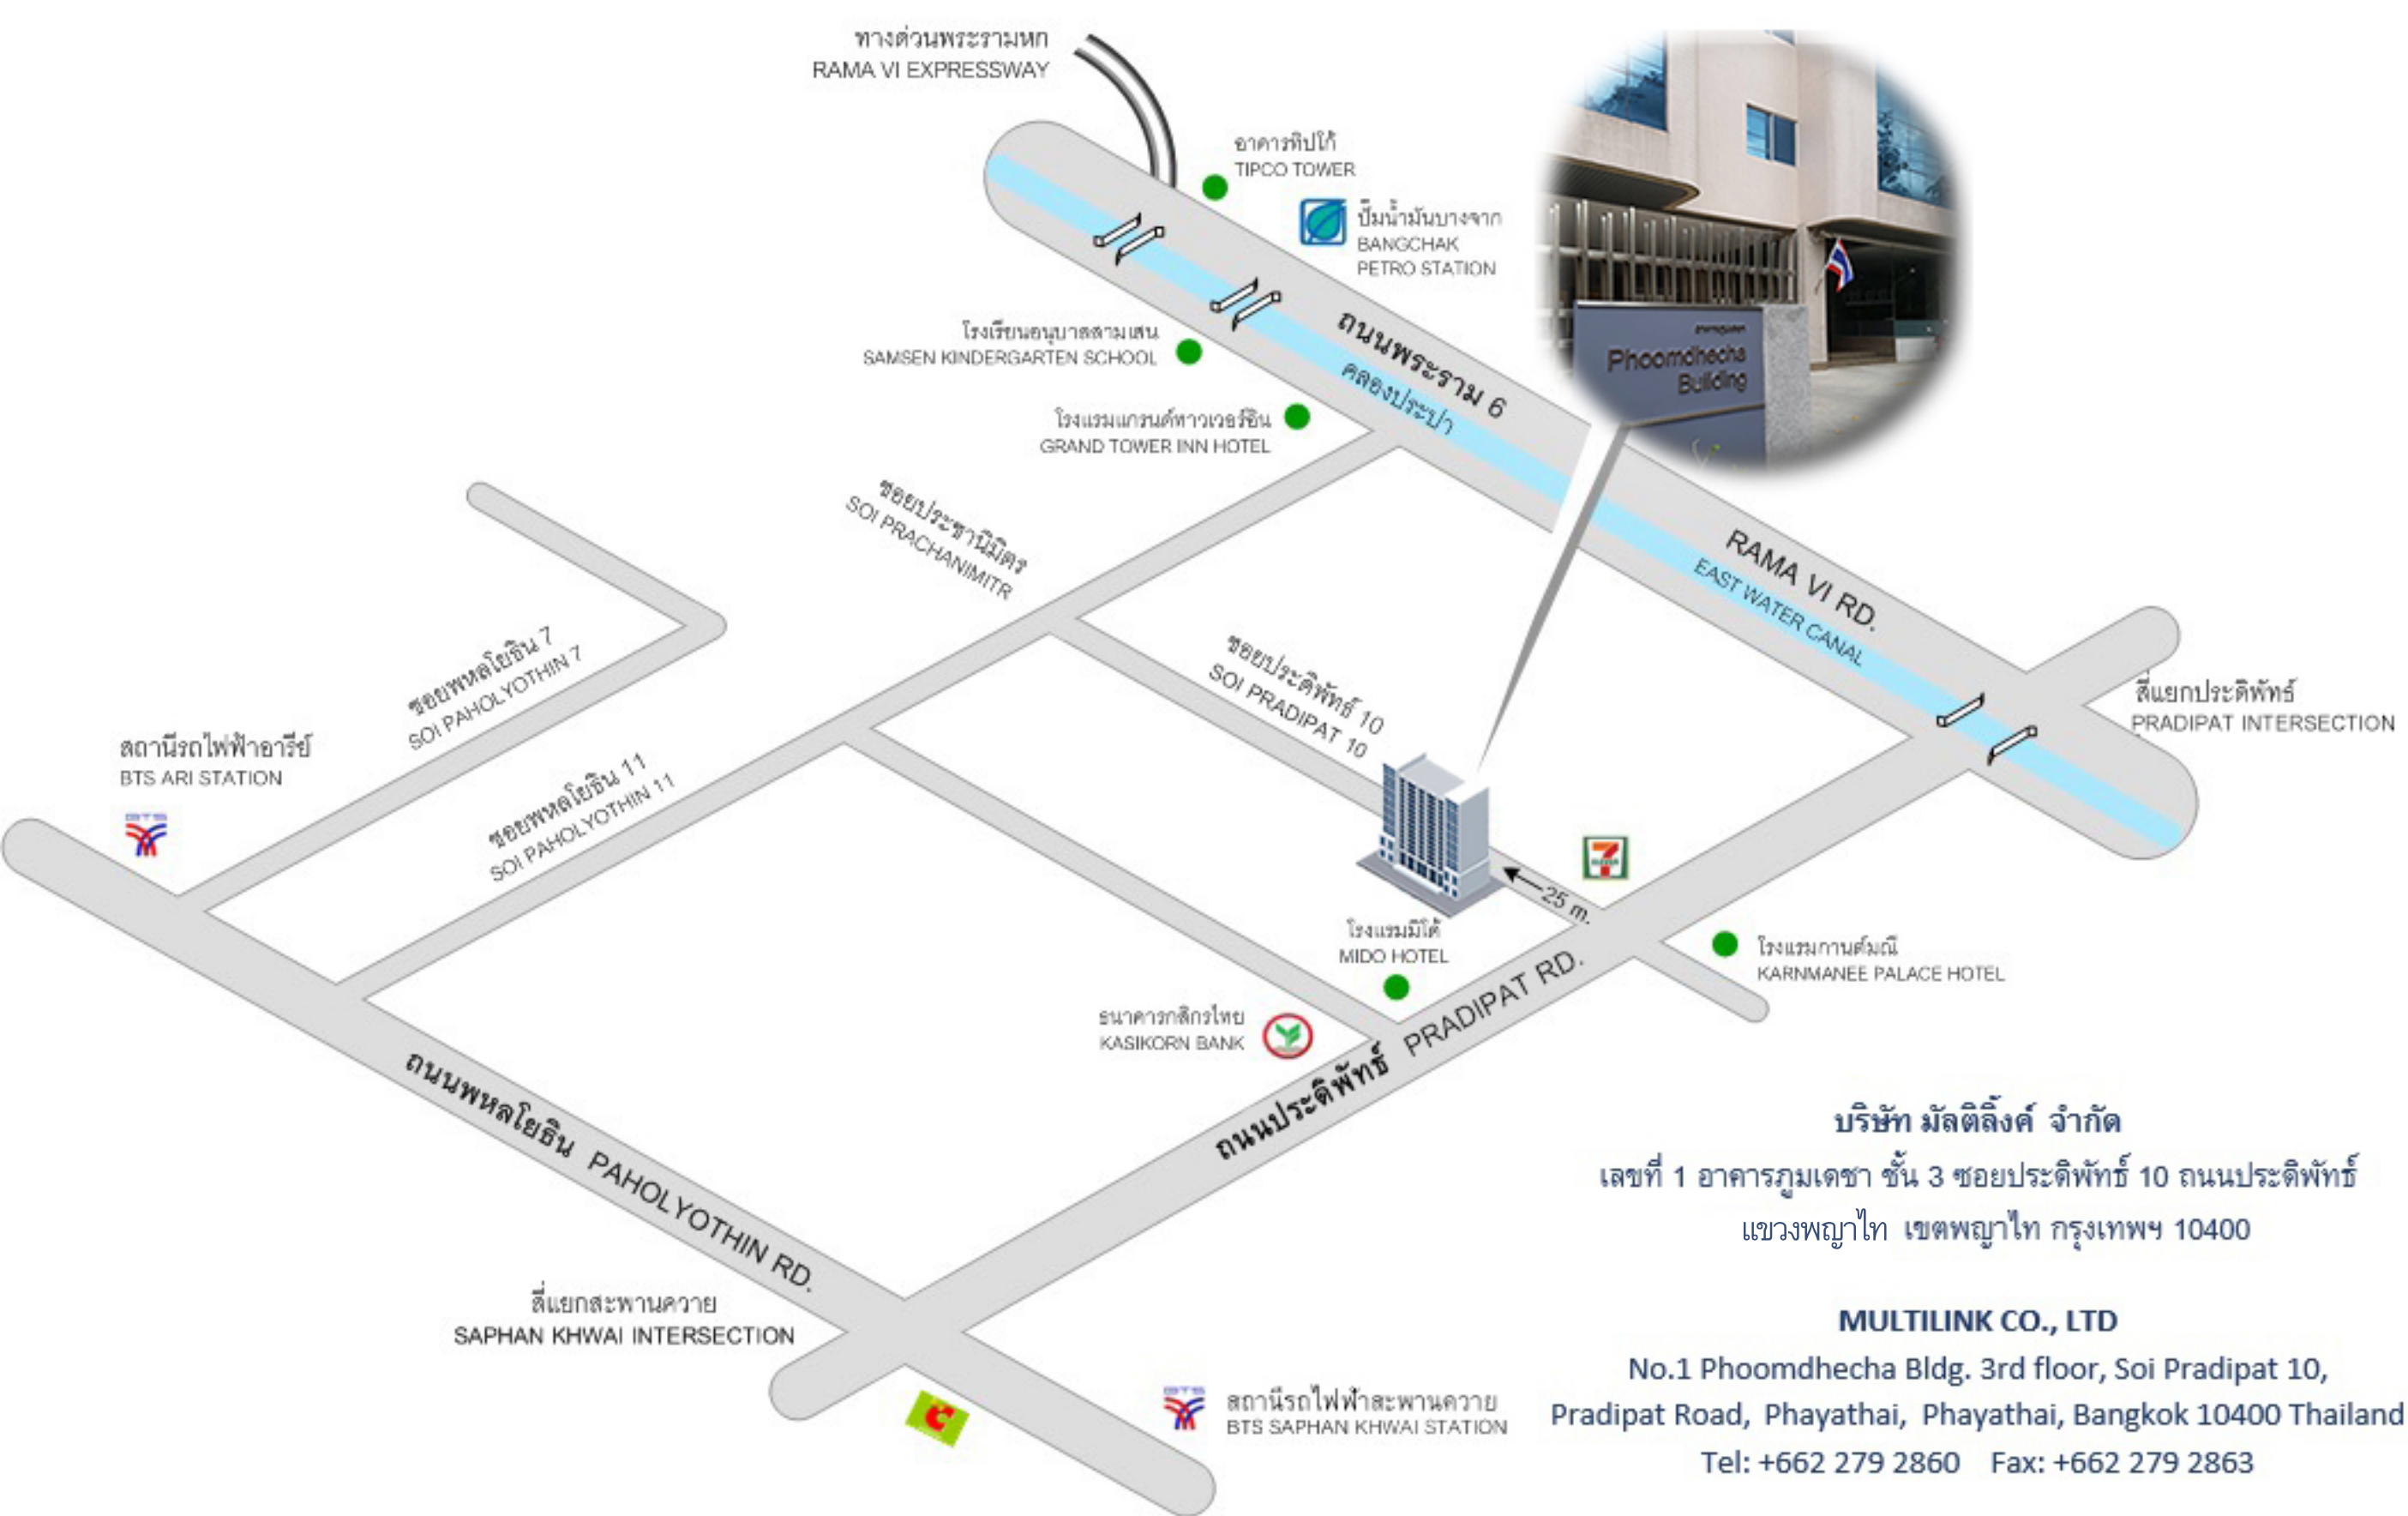 ทางด่วนพระรามหก
RAMA VI EXPRESSWAY
อาคารทิปโก้
TIPCO TOWER
ปั๊มน้ำมันบางจาก
BANGCHAK
PETRO STATION
โรงเรียนอนุบาลสามเสน
SAMSEN KINDERGARTEN SCHOOL
โรงแรมแกรนด์ทาวเวอร์อิน
GRAND TOWER INN HOTEL
ถนนพระราม 6
คลองประปา
Phoomdhecha
Building
ซอยประชานิมิตร
SOI PRACHANIMITR
RAMA VI RD.
EAST WATER CANAL
ซอยพหลโยธิน 7
SOI PAHOLYOTHIN 7
ซอยประดิพัทธ์ 10
SOI PRADIPAT 10
สี่แยกประดิพัทธ์
PRADIPAT INTERSECTION
สถานีรถไฟฟ้าอารีย์
BTS ARI STATION
BTS
ซอยพหลโยธิน 11
SOI PAHOLYOTHIN 11
7
25 m.
โรงแรมมิโด้
MIDO HOTEL
โรงแรมกานต์มณี
KARNMANEE PALACE HOTEL
ธนาคารกสิกรไทย
KASIKORN BANK
ถนนประดิพัทธ์ PRADIPAT RD.
ถนนพหลโยธิน PAHOLYOTHIN RD.
สี่แยกสะพานควาย
SAPHAN KHWAI INTERSECTION
BTS
สถานีรถไฟฟ้าสะพานควาย
BTS SAPHAN KHWAI STATION
บริษัท มัลติลิ้งค์ จำกัด
เลขที่ 1 อาคารภูมเดชา ชั้น 3 ซอยประดิพัทธ์ 10 ถนนประดิพัทธ์
แขวงพญาไท เขตพญาไท กรุงเทพฯ 10400
MULTILINK CO., LTD
No.1 Phoomdhecha Bldg. 3rd floor, Soi Pradipat 10,
Pradipat Road, Phayathai, Phayathai, Bangkok 10400 Thailand
Tel: +662 279 2860 Fax: +662 279 2863